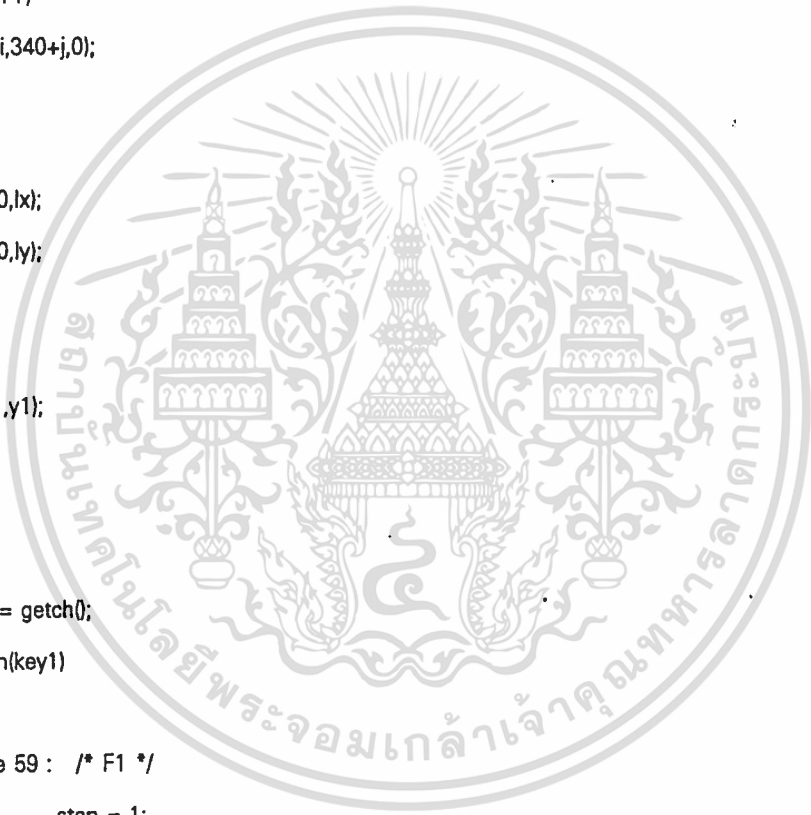 i,340+j,0);
0,lx);
0,ly);
,y1);
= getch();
n(key1)
e 59 : /* F1 */
สถาบันเทคโนโลยีพระจอมเกล้าเจ้าคุณทหารลาดกระบัง